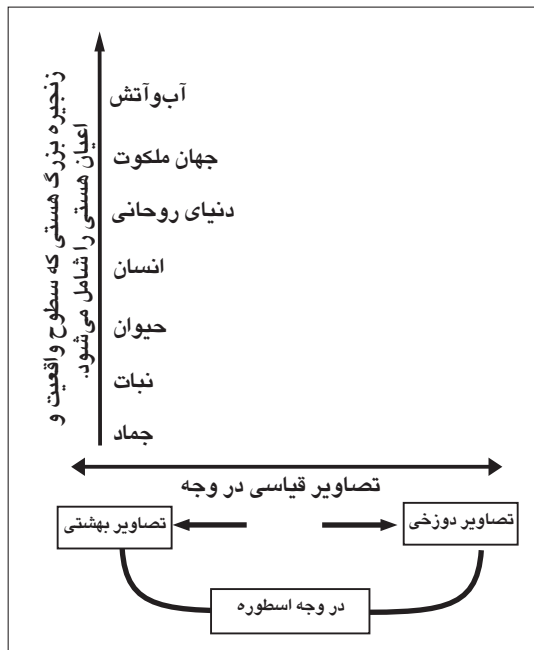 زنجیره بزرگ هستی که سطوح واقعیت و
اعیان هستی را شامل می‌شود.
آب‌وآتش
جهان ملکوت
دنیای روحانی
انسان
حیوان
نبات
جماد
تصاویر قیاسی در وجه
تصاویر دوزخی
تصاویر بهشتی
در وجه اسطوره